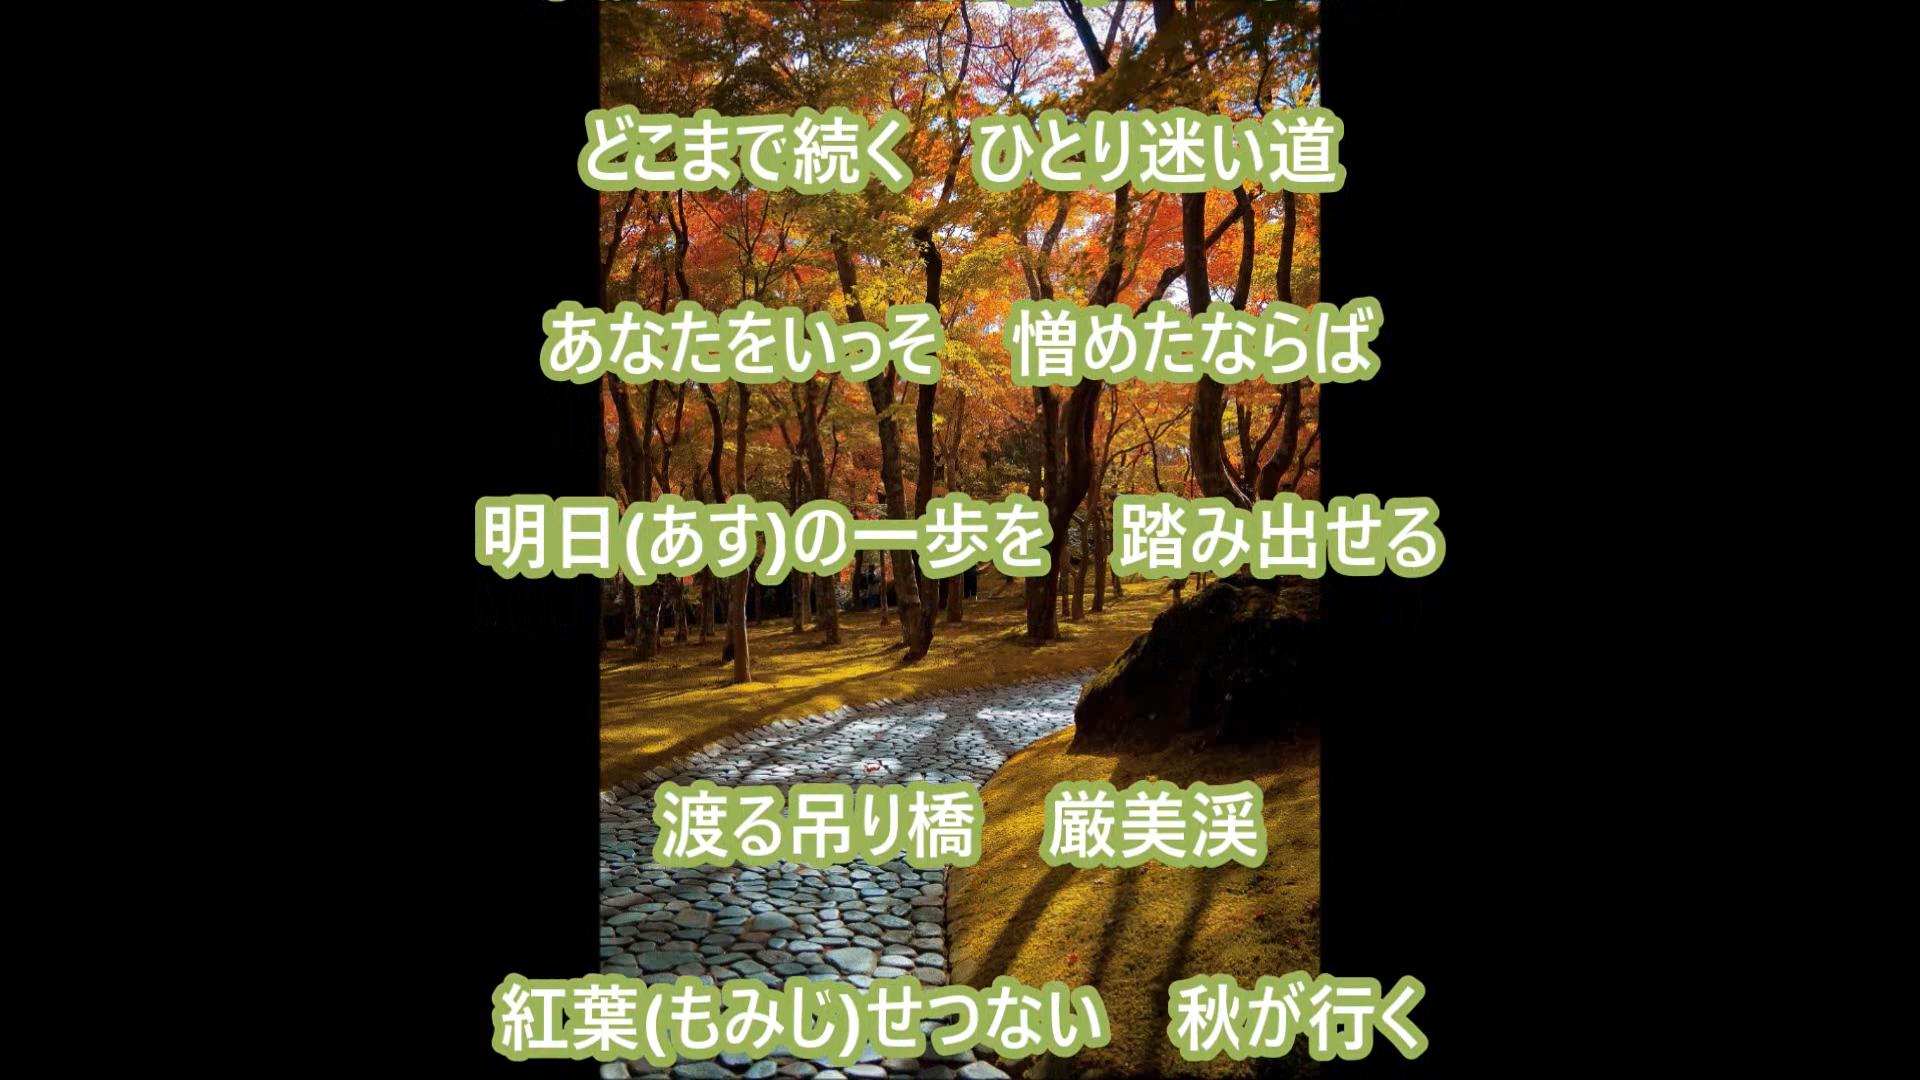 どこまで続く　ひとり迷い道
あなたをいっそ　憎めたならば
明日(あす)の一歩を　踏み出せる
渡る吊り橋　厳美渓
紅葉(もみじ)せつない　秋が行く